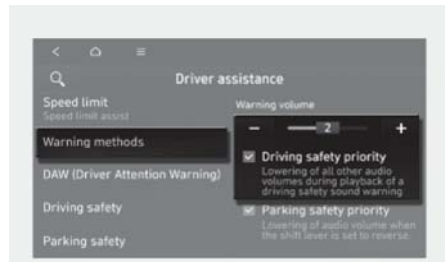 Driver assistance
Speed limit
Speed limit assist
Warning methods
DAW (Driver Attention Warning)
Driving safety
Parking safety
Warning volume
− 2 +
Driving safety priority
Lowering of all other audio
volumes during playback of a
driving safety sound warning
Parking safety priority
Lowering of audio volume when
the shift lever is set to reverse